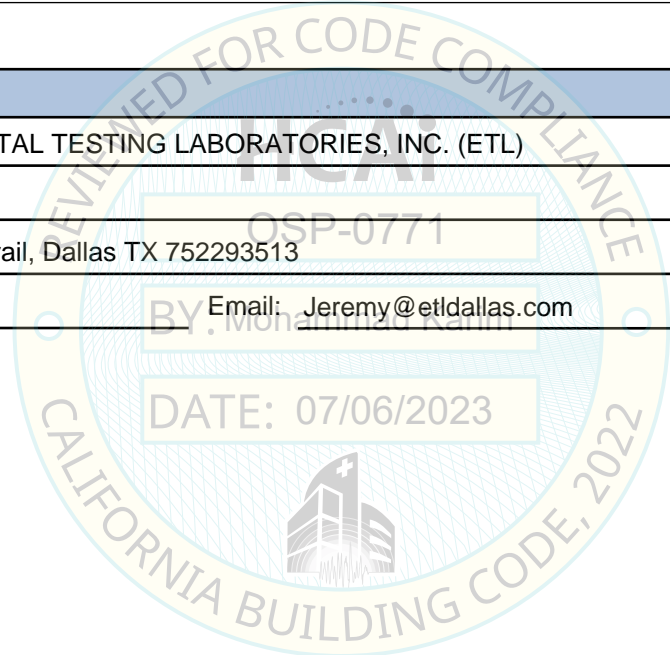 REVIEWED FOR CODE COMPLIANCE
HCAi
TAL TESTING LABORATORIES, INC. (ETL)
OSP-0771
ail, Dallas TX 752293513
Email: Jeremy@etldallas.com
BY: Mohammad Karim
DATE: 07/06/2023
CALIFORNIA BUILDING CODE, 2022